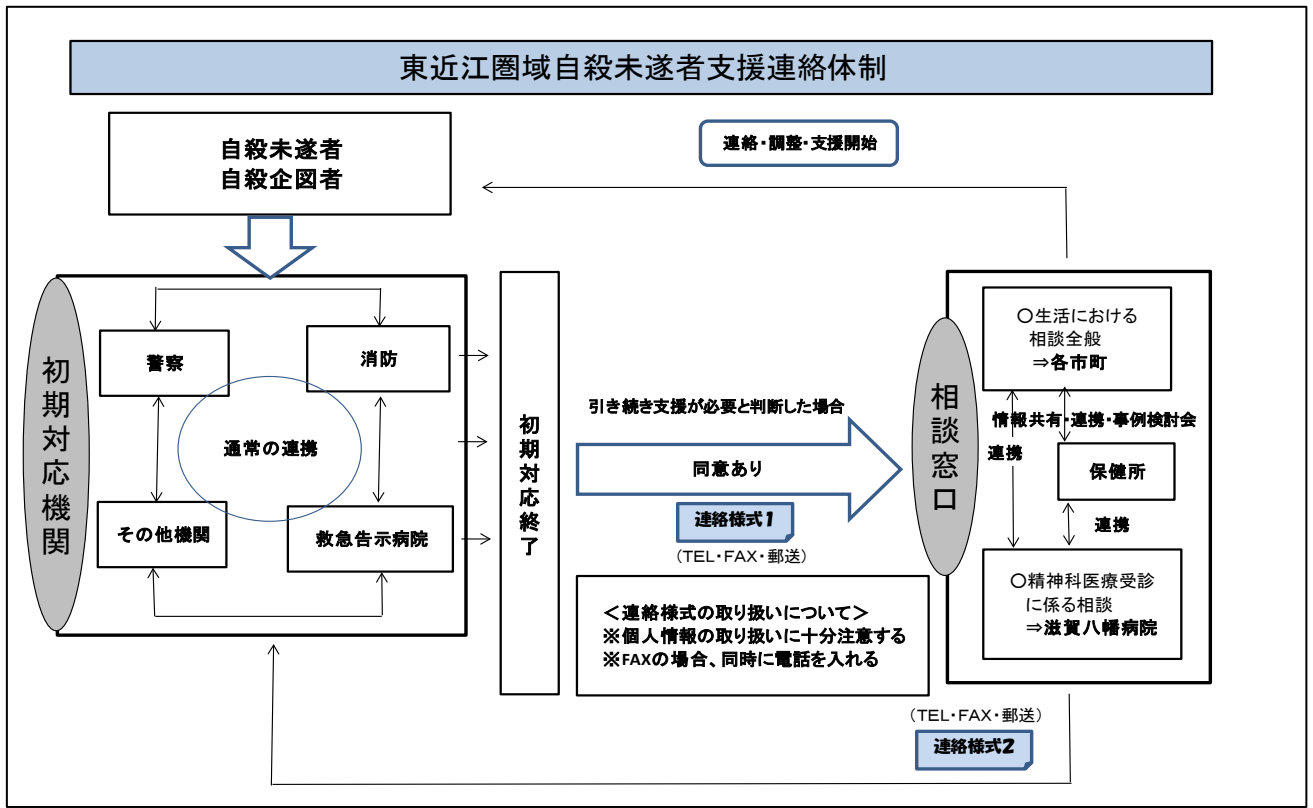 東近江圏域自殺未遂者支援連絡体制
自殺未遂者
自殺企図者
連絡・調整・支援開始
初期対応機関
警察
消防
通常の連携
その他機関
救急告示病院
初期対応終了
引き続き支援が必要と判断した場合
同意あり
連絡様式1
(TEL・FAX・郵送)
<連絡様式の取り扱いについて>
※個人情報の取り扱いに十分注意する
※FAXの場合、同時に電話を入れる
相談窓口
○生活における
相談全般
⇒各市町
情報共有・連携・事例検討会
連携
保健所
連携
○精神科医療受診
に係る相談
⇒滋賀八幡病院
(TEL・FAX・郵送)
連絡様式2